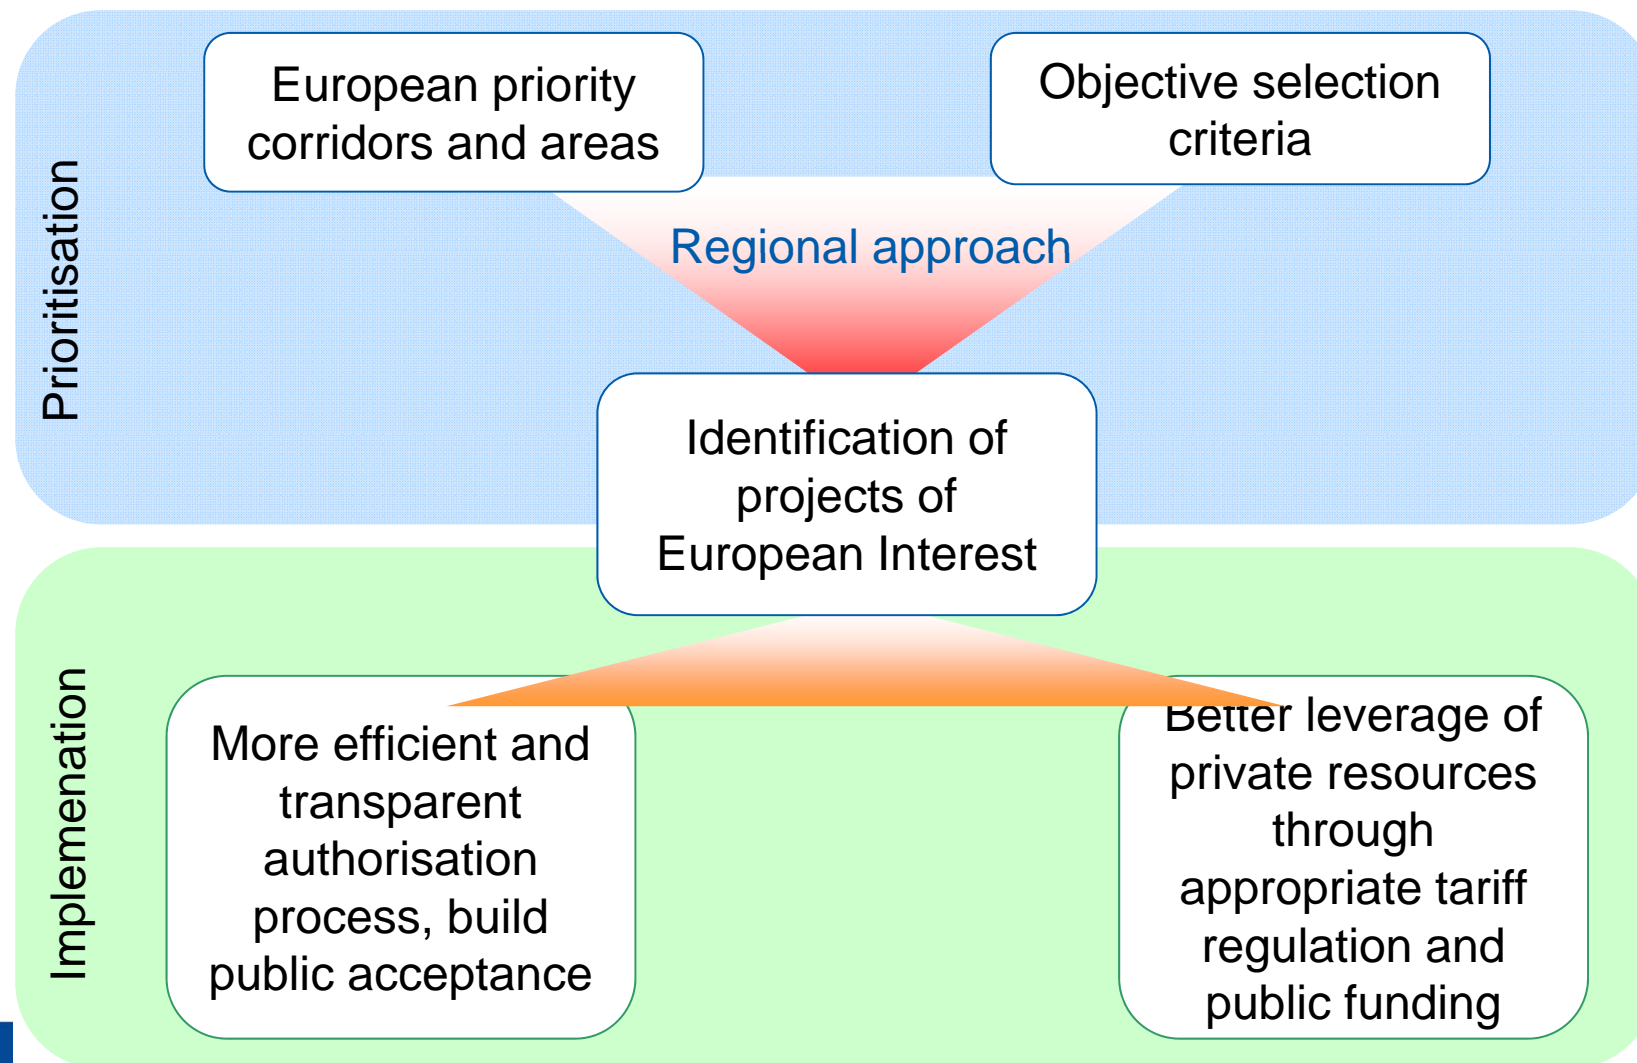 Prioritisation
European priority
corridors and areas
Objective selection
criteria
Regional approach
Identification of
projects of
European Interest
Implemenation
More efficient and
transparent
authorisation
process, build
public acceptance
Better leverage of
private resources
through
appropriate tariff
regulation and
public funding